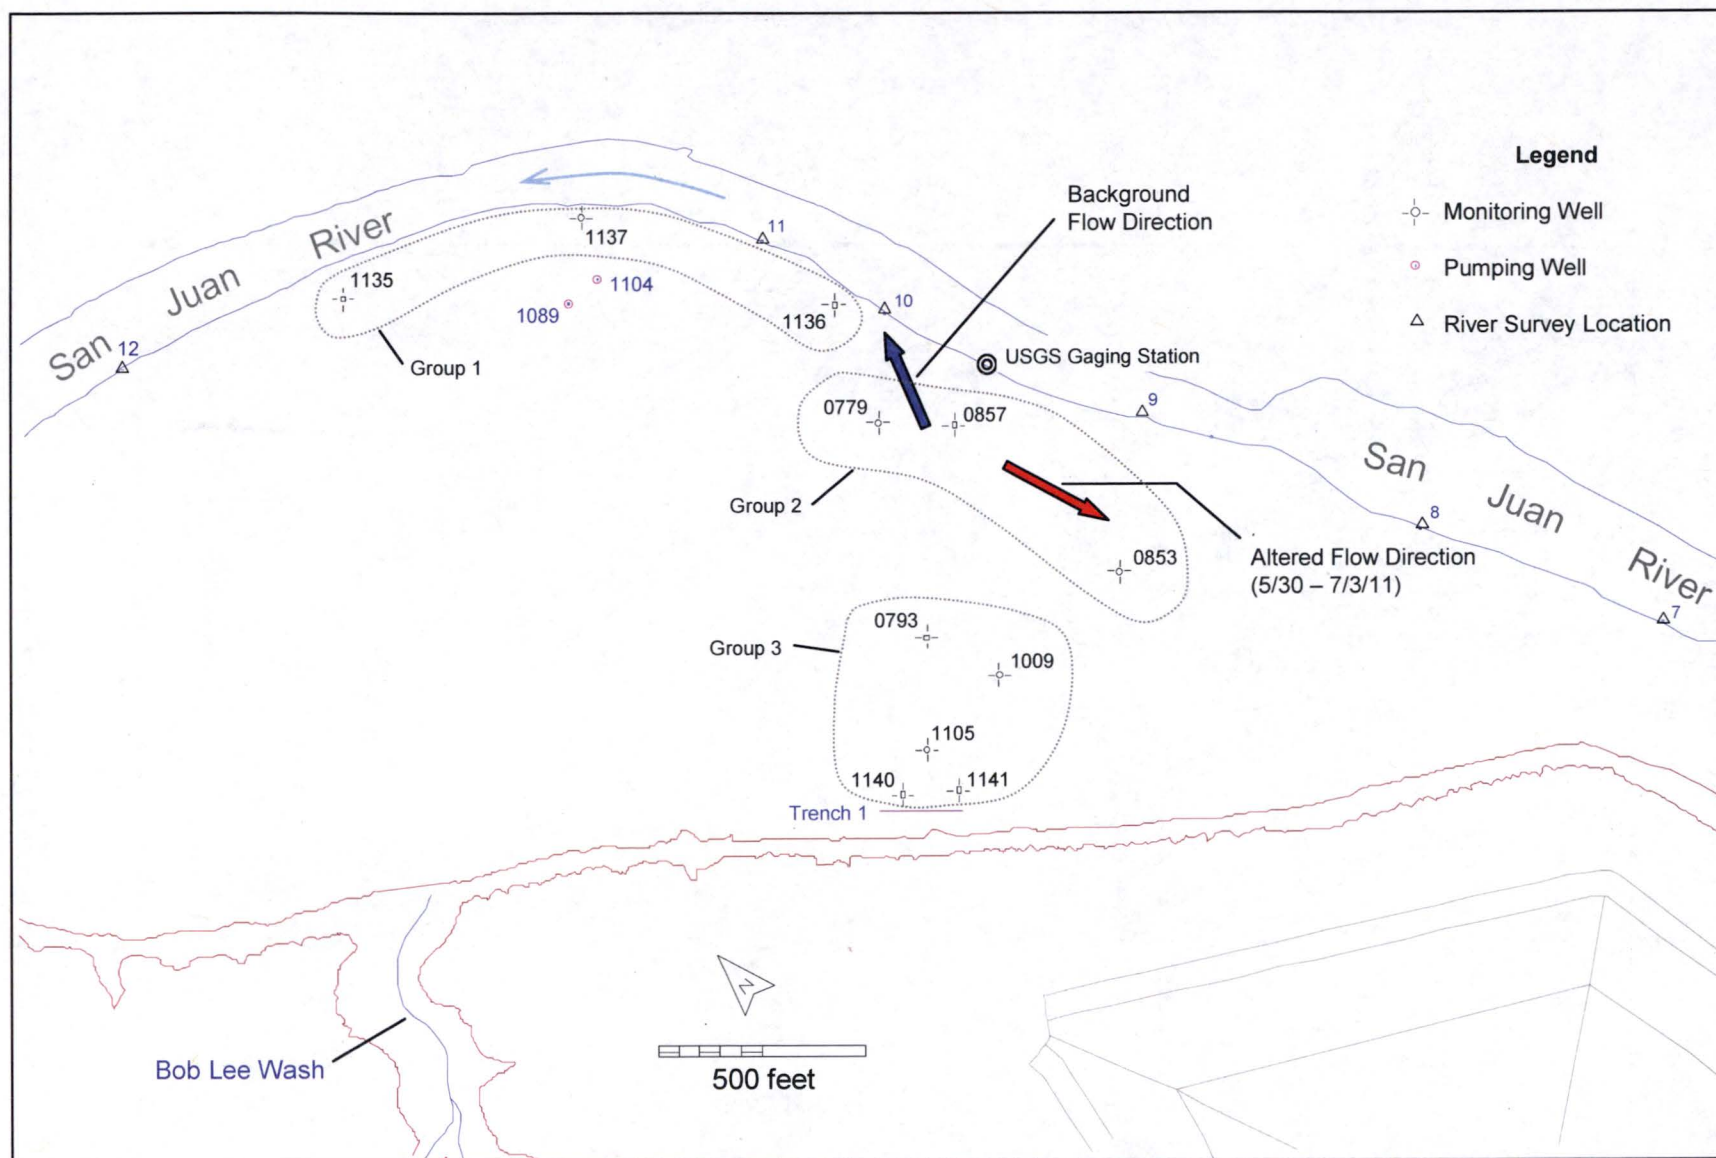 Legend
Monitoring Well
Pumping Well
River Survey Location
Background
Flow Direction
San Juan River
12
11
10
9
8
7
1137
1135
1104
1089
1136
Group 1
USGS Gaging Station
0779
0857
Group 2
0853
Altered Flow Direction
(5/30 – 7/3/11)
San Juan River
Group 3
0793
1009
1105
1140
1141
Trench 1
Bob Lee Wash
N
500 feet